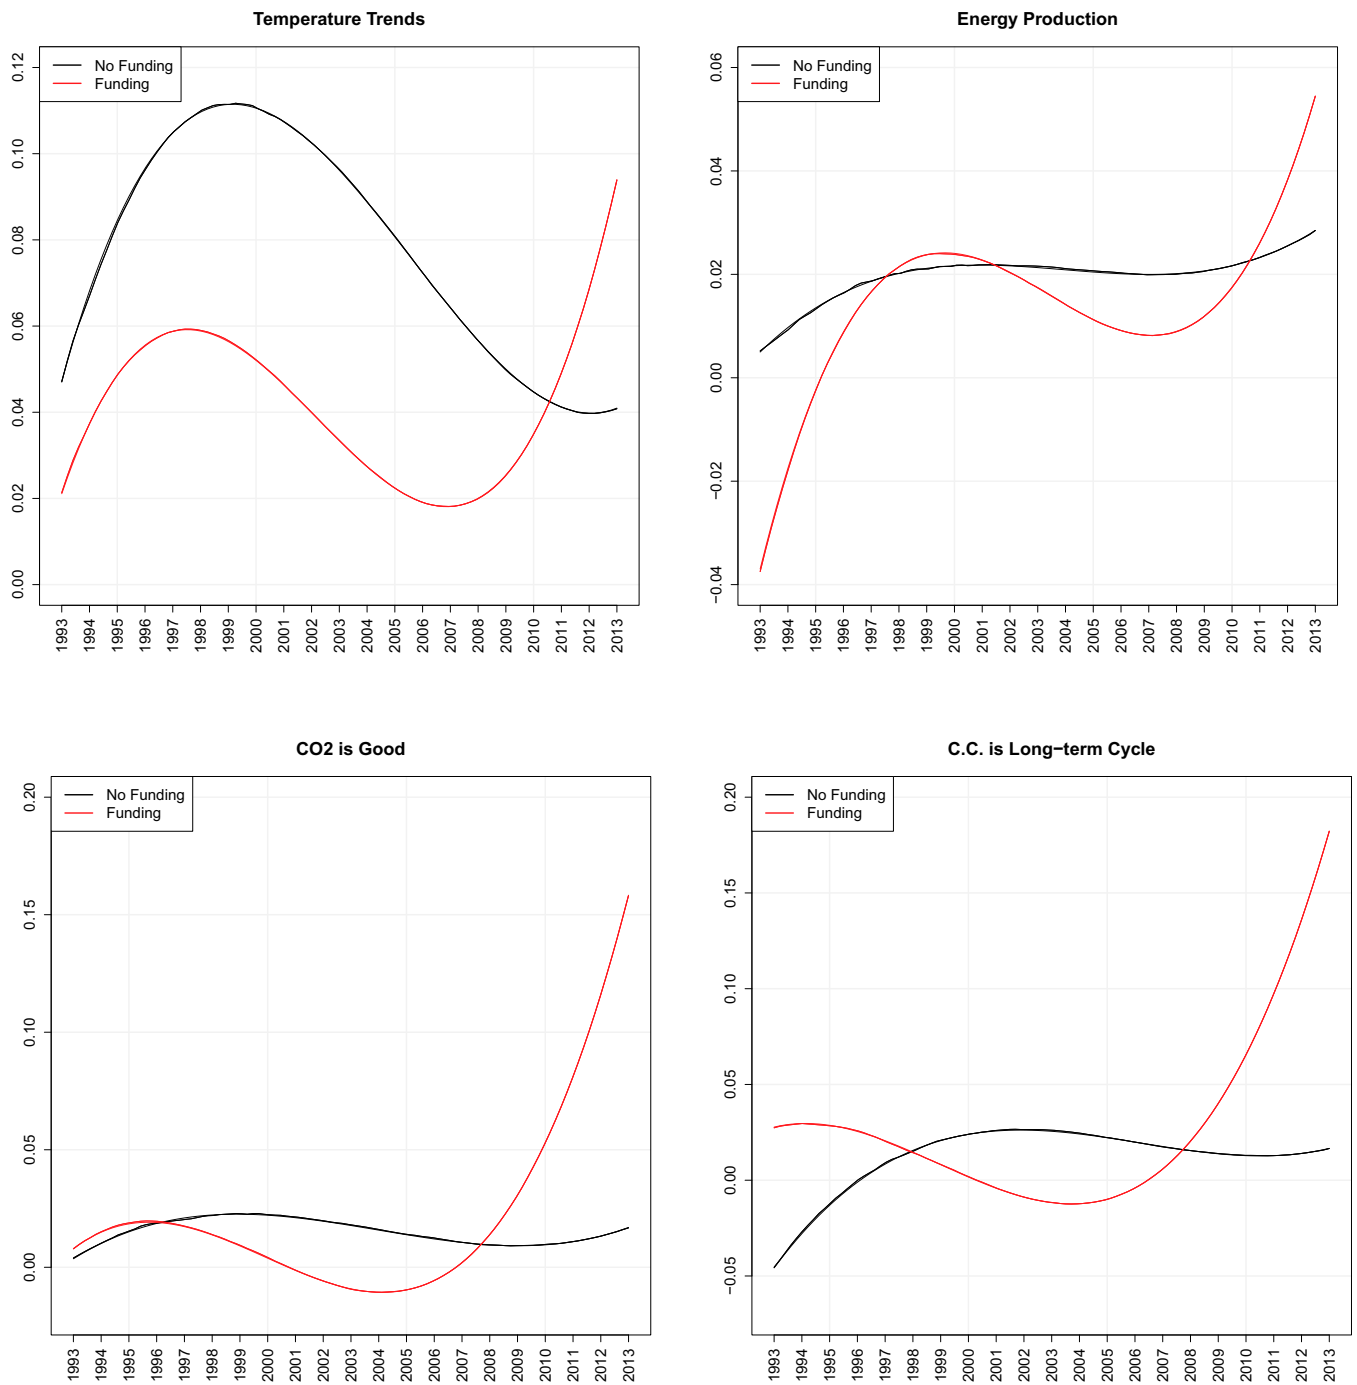 Temperature Trends
No Funding
Funding
0.12
0.10
0.08
0.06
0.04
0.02
0.00
1993 1994 1995 1996 1997 1998 1999 2000 2001 2002 2003 2004 2005 2006 2007 2008 2009 2010 2011 2012 2013
Energy Production
No Funding
Funding
0.06
0.04
0.02
0.00
−0.02
−0.04
1993 1994 1995 1996 1997 1998 1999 2000 2001 2002 2003 2004 2005 2006 2007 2008 2009 2010 2011 2012 2013
CO2 is Good
No Funding
Funding
0.20
0.15
0.10
0.05
0.00
1993 1994 1995 1996 1997 1998 1999 2000 2001 2002 2003 2004 2005 2006 2007 2008 2009 2010 2011 2012 2013
C.C. is Long−term Cycle
No Funding
Funding
0.20
0.15
0.10
0.05
0.00
−0.05
1993 1994 1995 1996 1997 1998 1999 2000 2001 2002 2003 2004 2005 2006 2007 2008 2009 2010 2011 2012 2013